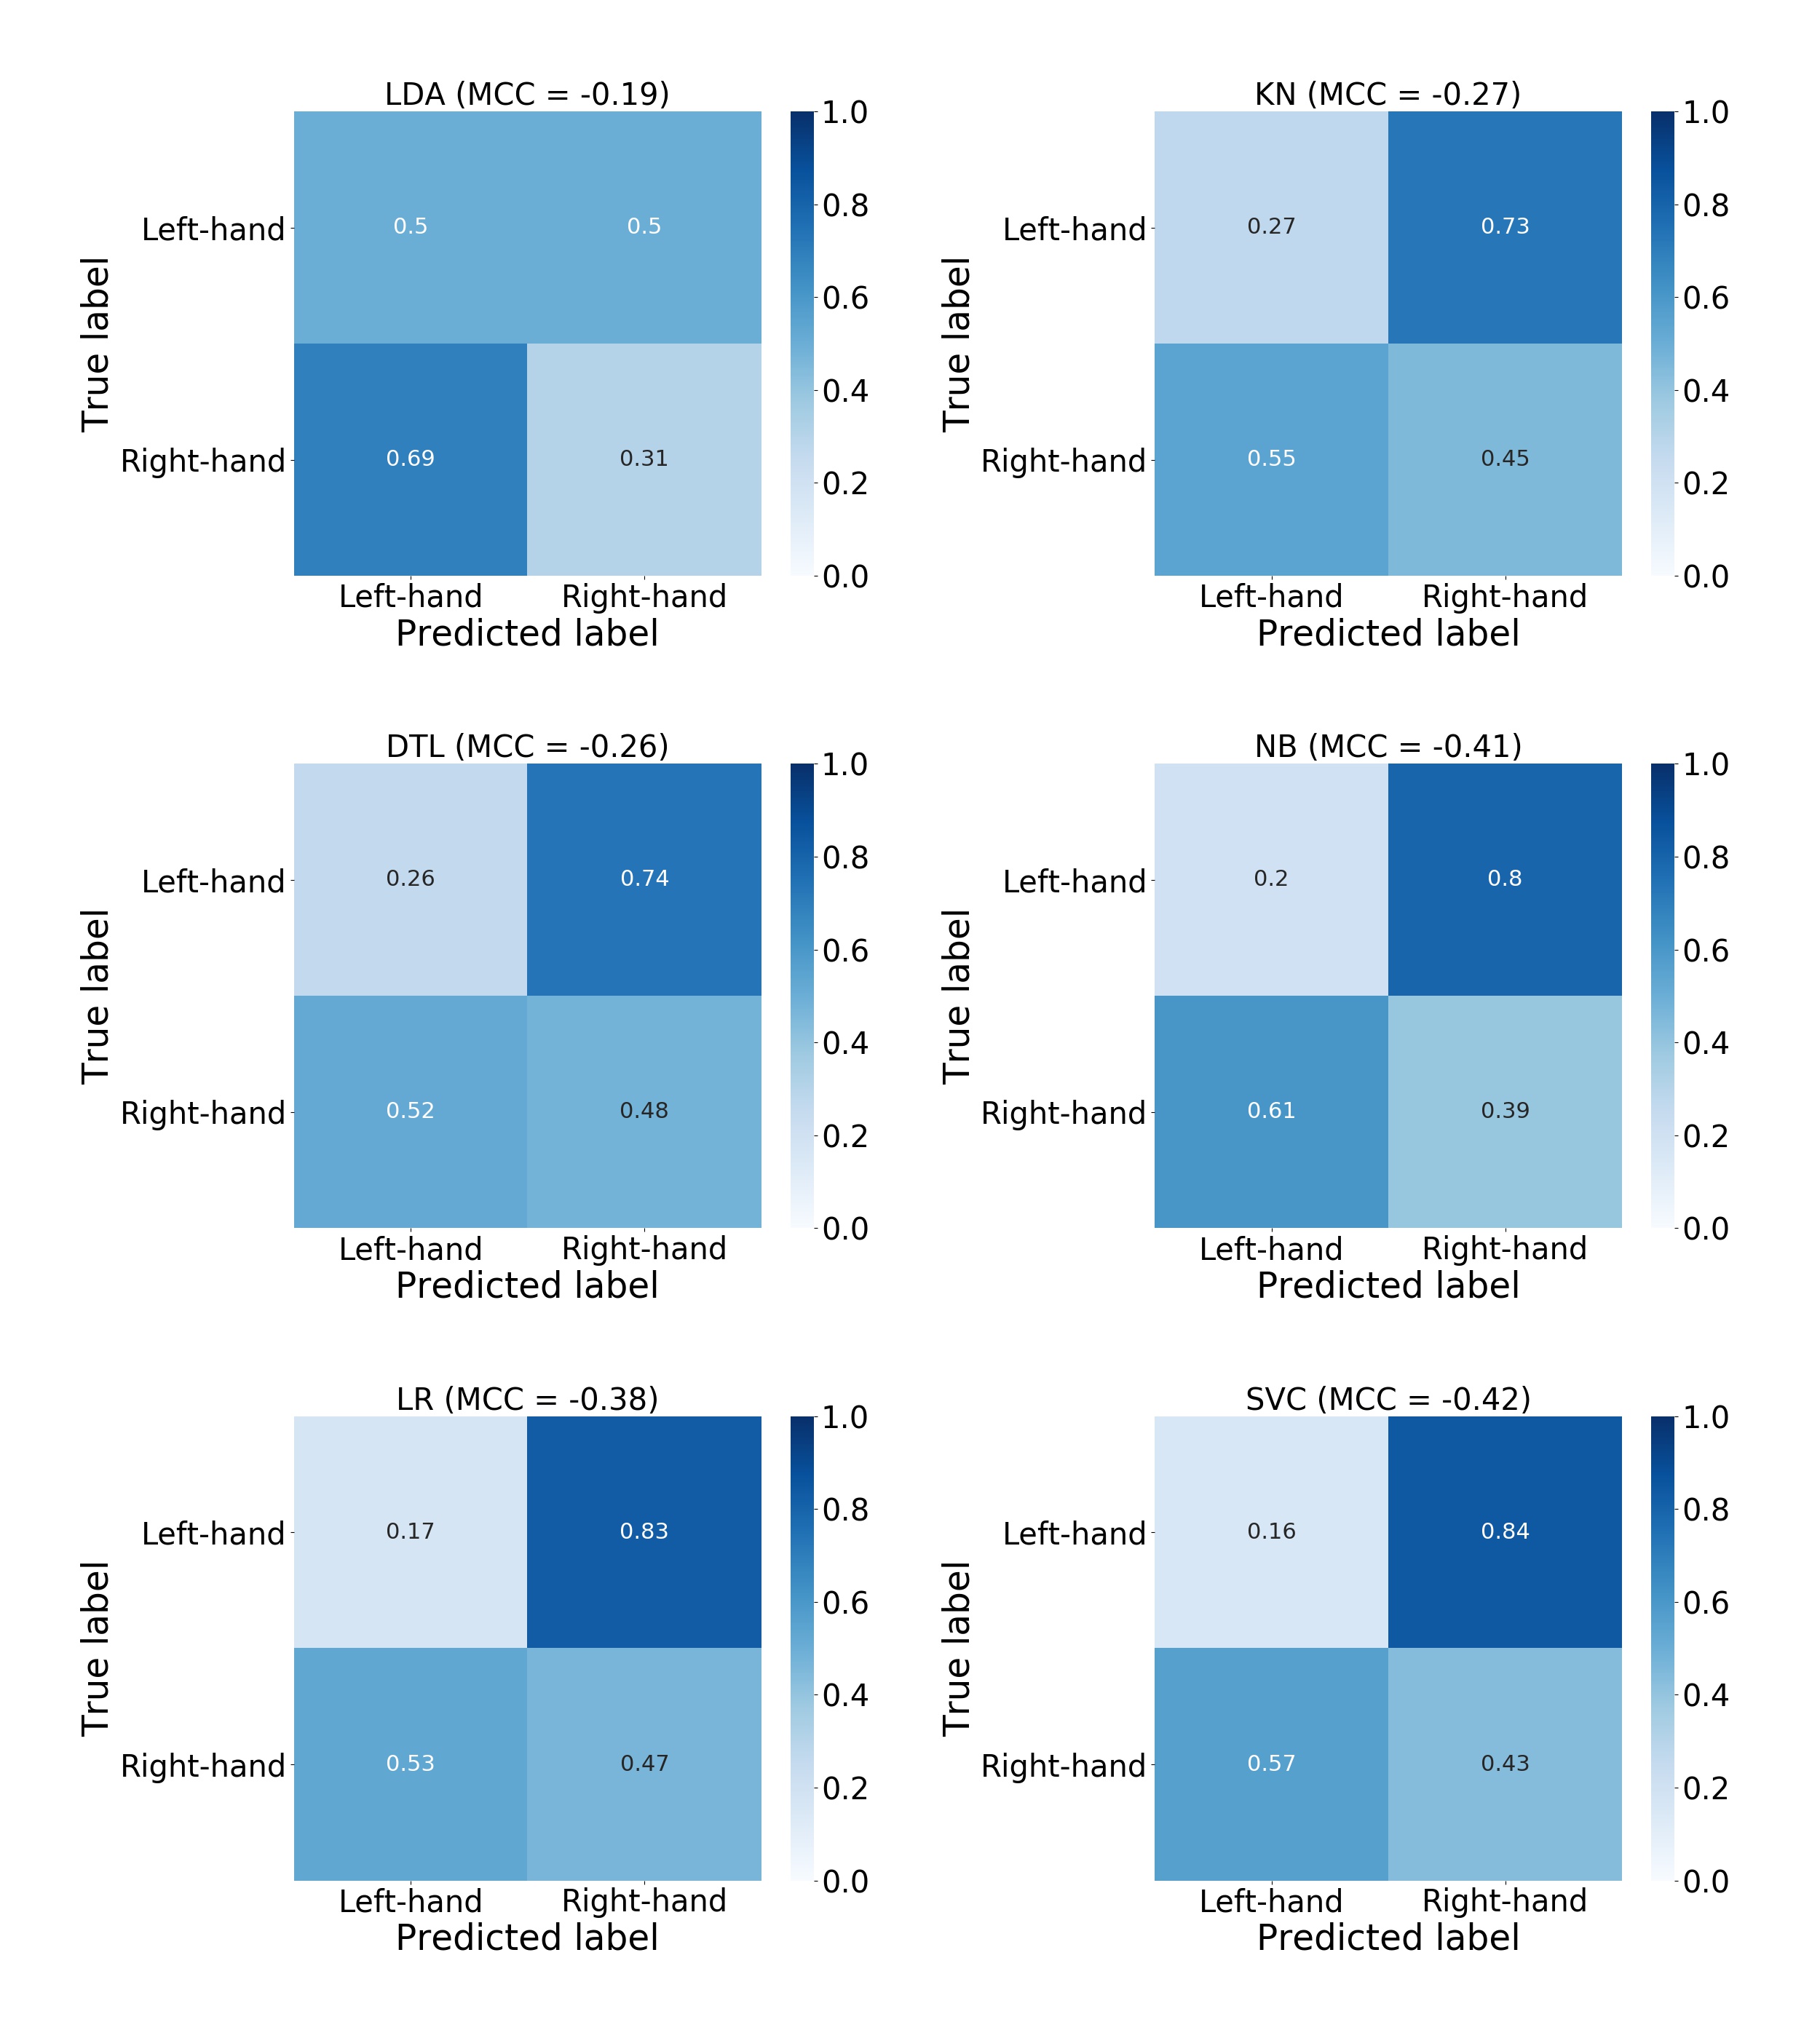 LDA (MCC = -0.19)
True label
Left-hand
0.5 0.5
Right-hand
0.69 0.31
Left-hand Right-hand
Predicted label
1.0
0.8
0.6
0.4
0.2
0.0
KN (MCC = -0.27)
True label
Left-hand
0.27 0.73
Right-hand
0.55 0.45
Left-hand Right-hand
Predicted label
1.0
0.8
0.6
0.4
0.2
0.0
DTL (MCC = -0.26)
True label
Left-hand
0.26 0.74
Right-hand
0.52 0.48
Left-hand Right-hand
Predicted label
1.0
0.8
0.6
0.4
0.2
0.0
NB (MCC = -0.41)
True label
Left-hand
0.2 0.8
Right-hand
0.61 0.39
Left-hand Right-hand
Predicted label
1.0
0.8
0.6
0.4
0.2
0.0
LR (MCC = -0.38)
True label
Left-hand
0.17 0.83
Right-hand
0.53 0.47
Left-hand Right-hand
Predicted label
1.0
0.8
0.6
0.4
0.2
0.0
SVC (MCC = -0.42)
True label
Left-hand
0.16 0.84
Right-hand
0.57 0.43
Left-hand Right-hand
Predicted label
1.0
0.8
0.6
0.4
0.2
0.0